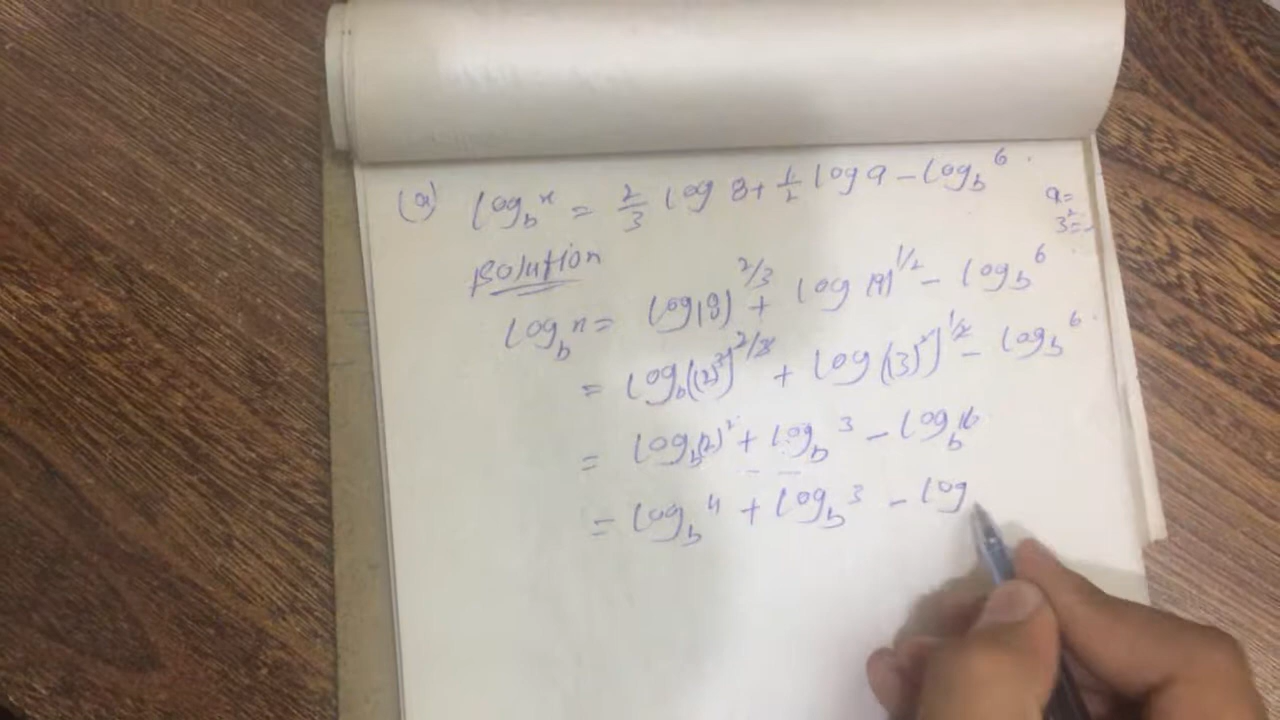 (a) log_b x = 2/3 log 8 + 1/2 log 9 - log_b 6
9=
3²=
Solution
log_b x = log(8)^2/3 + log(9)^1/2 - log_b 6
= log_b((2)³)^2/3 + log((3)²)^1/2 - log_b 6
= log_b(2)² + log_b 3 - log_b 6
= log_b 4 + log_b 3 - log